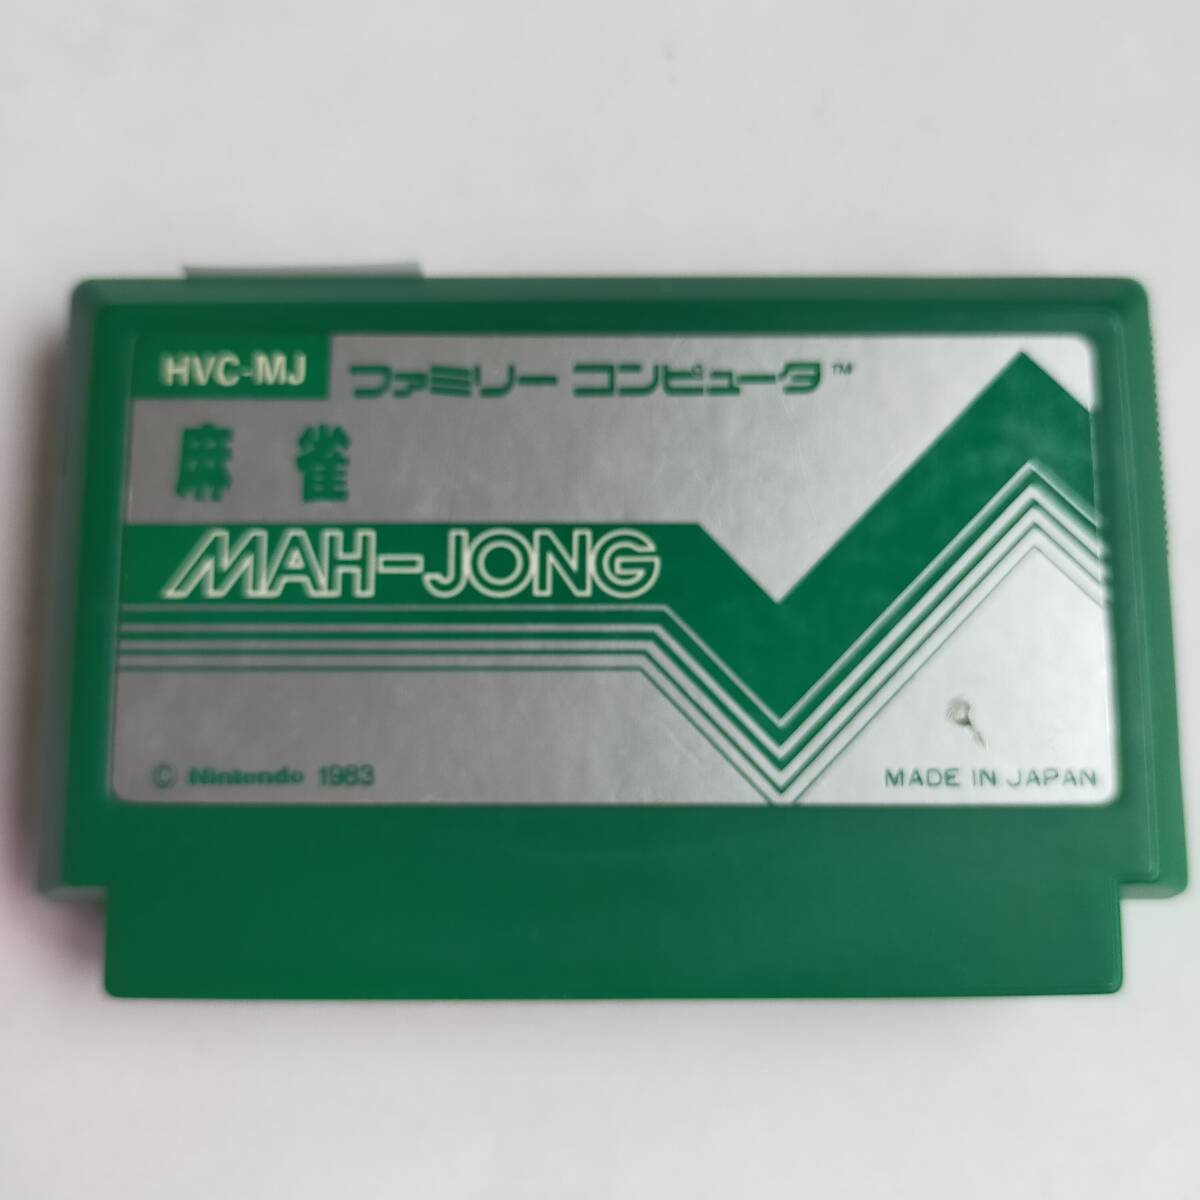 HVC-MJ
ファミリー コンピュータ™
麻雀
MAH-JONG
© Nintendo 1983
MADE IN JAPAN